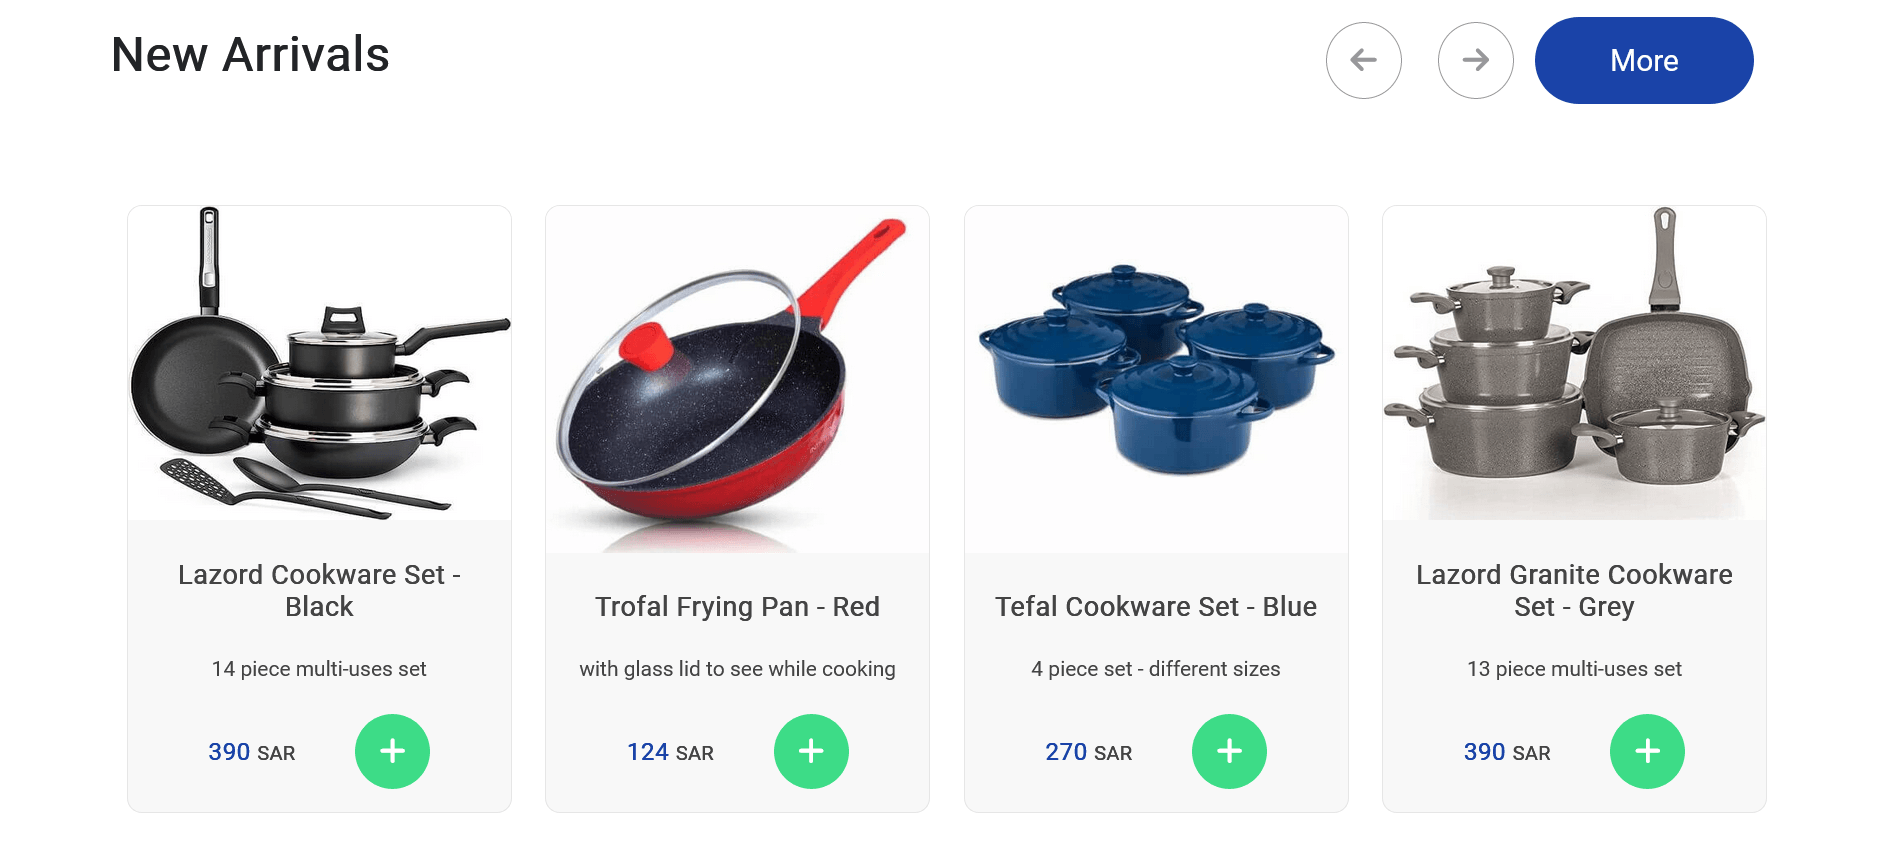 New Arrivals
More
Lazord Cookware Set -
Black
14 piece multi-uses set
390 SAR
Trofal Frying Pan - Red
with glass lid to see while cooking
124 SAR
Tefal Cookware Set - Blue
4 piece set - different sizes
270 SAR
Lazord Granite Cookware
Set - Grey
13 piece multi-uses set
390 SAR